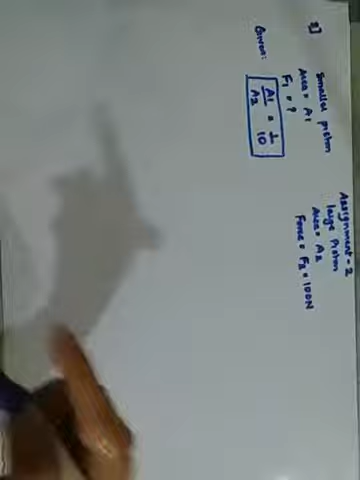 Assignment - 2
3] Smaller piston large Piston
Area = A1 Area = A2
F1 = ? Force = F2 = 100N
Given: A1/A2 = 1/10